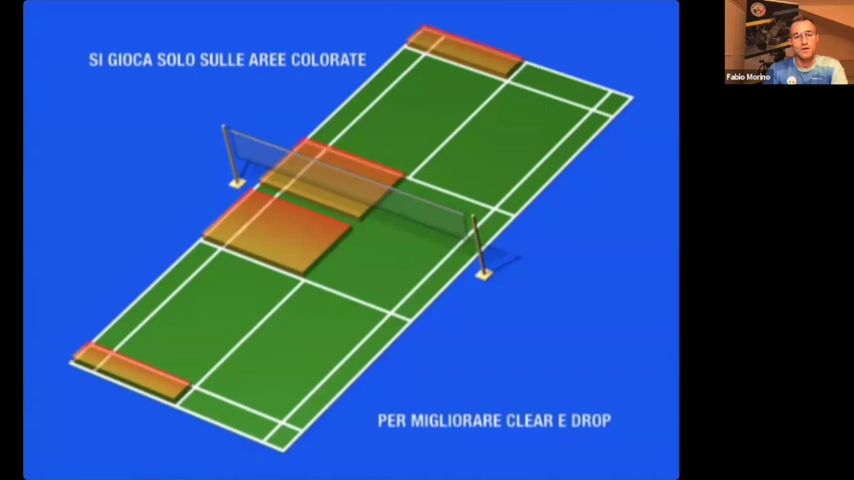 SI GIOCA SOLO SULLE AREE COLORATE
Fabio Morino
PER MIGLIORARE CLEAR E DROP